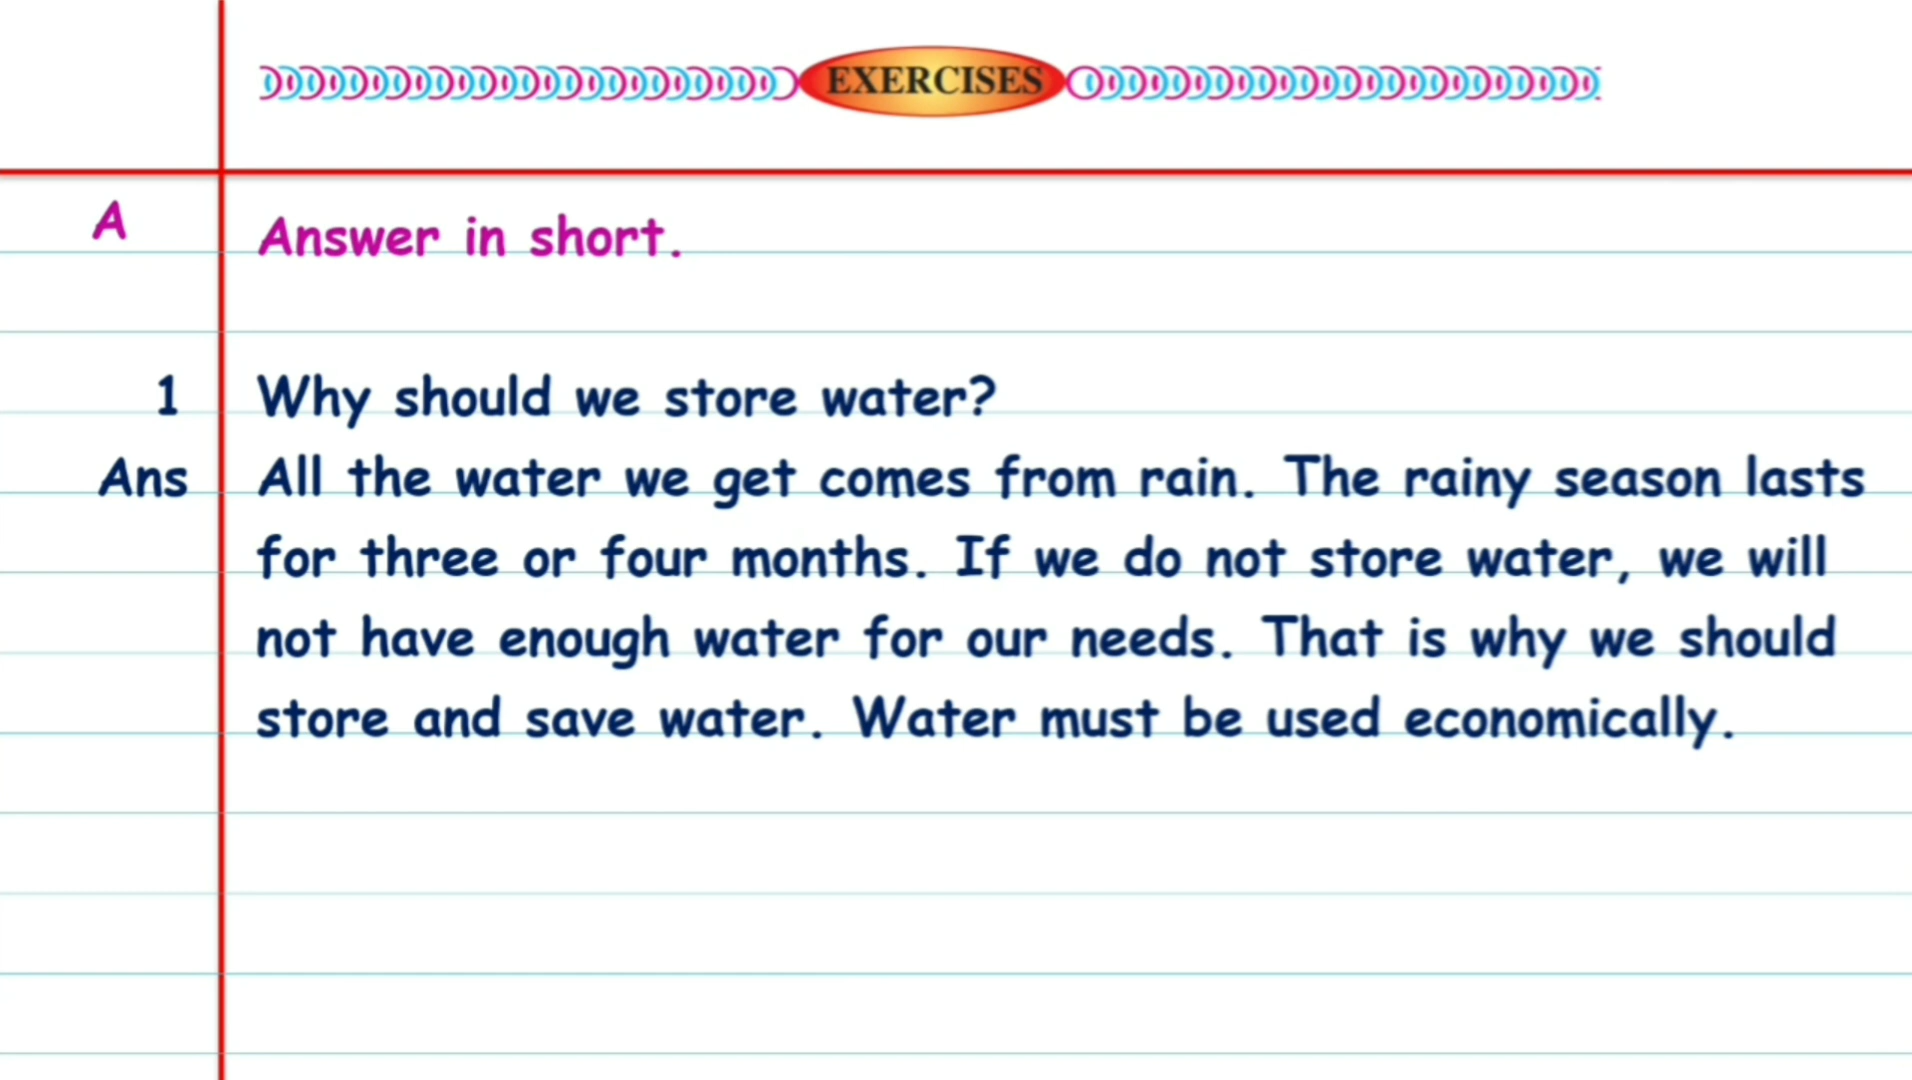 EXERCISES
A Answer in short.
1 Why should we store water?
Ans All the water we get comes from rain. The rainy season lasts
for three or four months. If we do not store water, we will
not have enough water for our needs. That is why we should
store and save water. Water must be used economically.